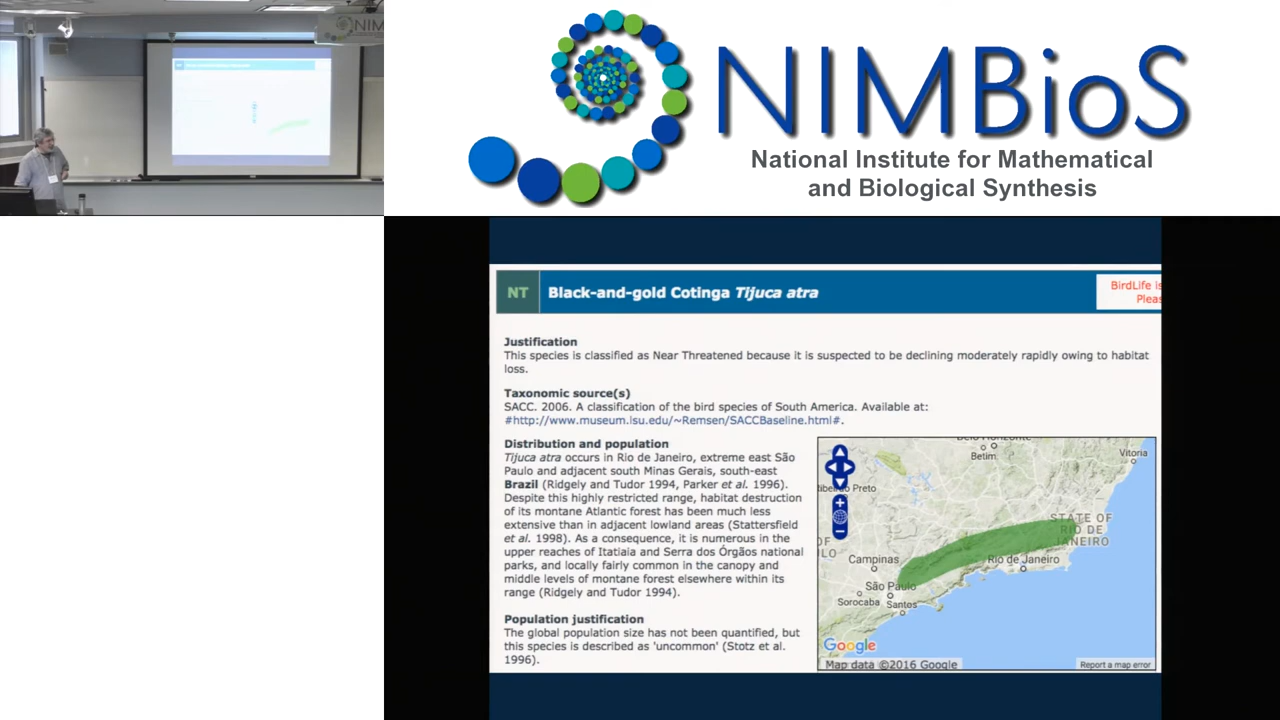 NIMBioS
National Institute for Mathematical
and Biological Synthesis
NIM
NT
Black-and-gold Cotinga Tijuca atra
BirdLife is
Pleas
Justification
This species is classified as Near Threatened because it is suspected to be declining moderately rapidly owing to habitat
loss.
Taxonomic source(s)
SACC. 2006. A classification of the bird species of South America. Available at:
#http://www.museum.lsu.edu/~Remsen/SACCBaseline.html#.
Distribution and population
Tijuca atra occurs in Rio de Janeiro, extreme east São
Paulo and adjacent south Minas Gerais, south-east
Brazil (Ridgely and Tudor 1994, Parker et al. 1996).
Despite this highly restricted range, habitat destruction
of its montane Atlantic forest has been much less
extensive than in adjacent lowland areas (Stattersfield
et al. 1998). As a consequence, it is numerous in the
upper reaches of Itatiaia and Serra dos Órgãos national
parks, and locally fairly common in the canopy and
middle levels of montane forest elsewhere within its
range (Ridgely and Tudor 1994).
Population justification
The global population size has not been quantified, but
this species is described as 'uncommon' (Stotz et al.
1996).
Belo Horizonte
Betim
Vitoria
Ribeirão Preto
STATE OF
RIO DE
JANEIRO
Campinas
Rio de Janeiro
São Paulo
Sorocaba
Santos
Google
Map data ©2016 Google
Report a map error